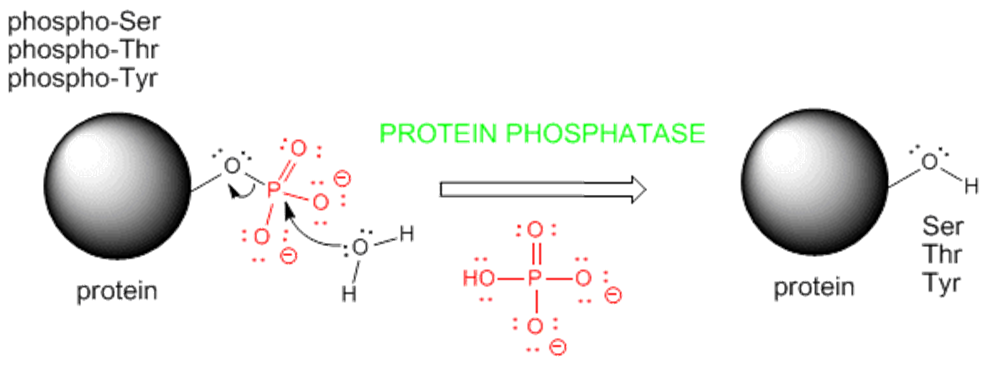 phospho-Ser
phospho-Thr
phospho-Tyr
PROTEIN PHOSPHATASE
O
O
P
O
O
O
H
H
protein
O
HO
P
O
O
O
H
Ser
Thr
Tyr
protein